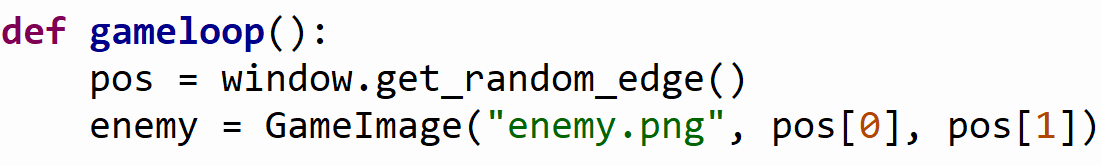 def gameloop():
    pos = window.get_random_edge()
    enemy = GameImage("enemy.png", pos[0], pos[1])